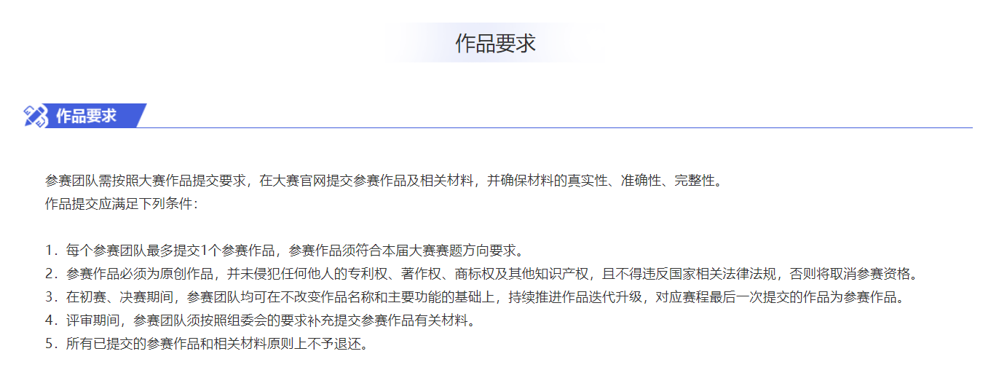 作品要求
作品要求
参赛团队需按照大赛作品提交要求，在大赛官网提交参赛作品及相关材料，并确保材料的真实性、准确性、完整性。
作品提交应满足下列条件：
1．每个参赛团队最多提交1个参赛作品，参赛作品须符合本届大赛赛题方向要求。
2．参赛作品必须为原创作品，并未侵犯任何他人的专利权、著作权、商标权及其他知识产权，且不得违反国家相关法律法规，否则将取消参赛资格。
3．在初赛、决赛期间，参赛团队均可在不改变作品名称和主要功能的基础上，持续推进作品迭代升级，对应赛程最后一次提交的作品为参赛作品。
4．评审期间，参赛团队须按照组委会的要求补充提交参赛作品有关材料。
5．所有已提交的参赛作品和相关材料原则上不予退还。